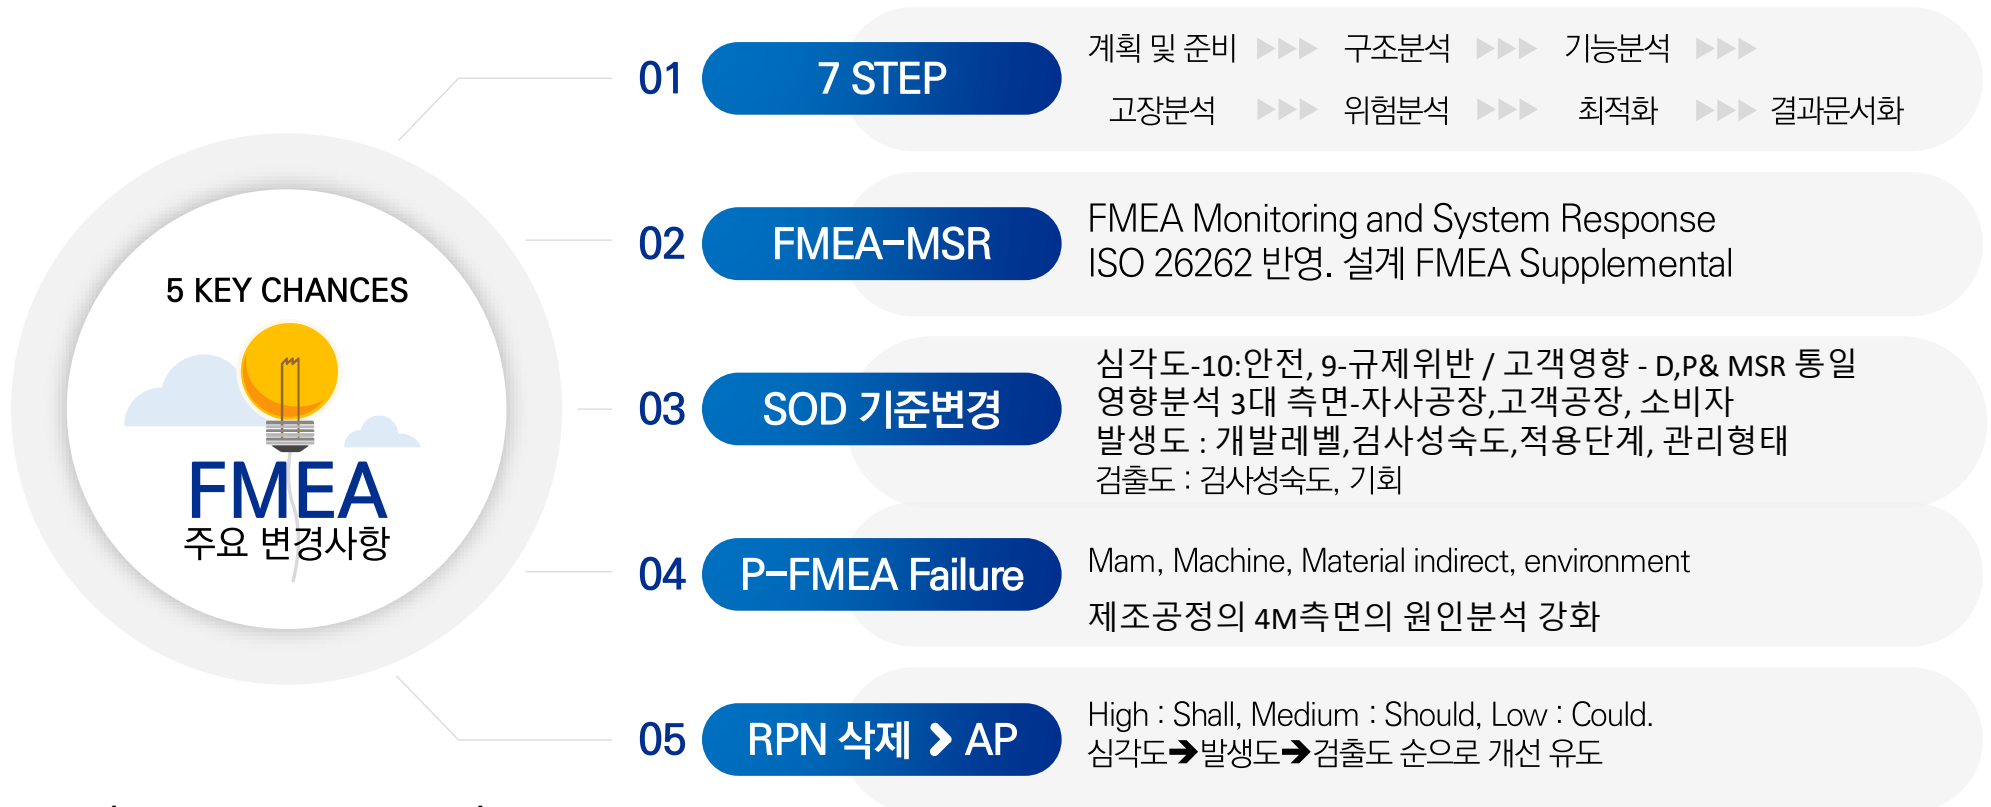 5 KEY CHANCES
FMEA
주요 변경사항
01
7 STEP
계획 및 준비 ▶▶▶ 구조분석 ▶▶▶ 기능분석 ▶▶▶
고장분석 ▶▶▶ 위험분석 ▶▶▶ 최적화 ▶▶▶ 결과문서화
02
FMEA-MSR
FMEA Monitoring and System Response
ISO 26262 반영. 설계 FMEA Supplemental
03
SOD 기준변경
심각도-10:안전, 9-규제위반 / 고객영향 - D,P& MSR 통일
영향분석 3대 측면-자사공장,고객공장, 소비자
발생도 : 개발레벨,검사성숙도,적용단계, 관리형태
검출도 : 검사성숙도, 기회
04
P-FMEA Failure
Mam, Machine, Material indirect, environment
제조공정의 4M측면의 원인분석 강화
05
RPN 삭제 > AP
High : Shall, Medium : Should, Low : Could.
심각도➔발생도➔검출도 순으로 개선 유도